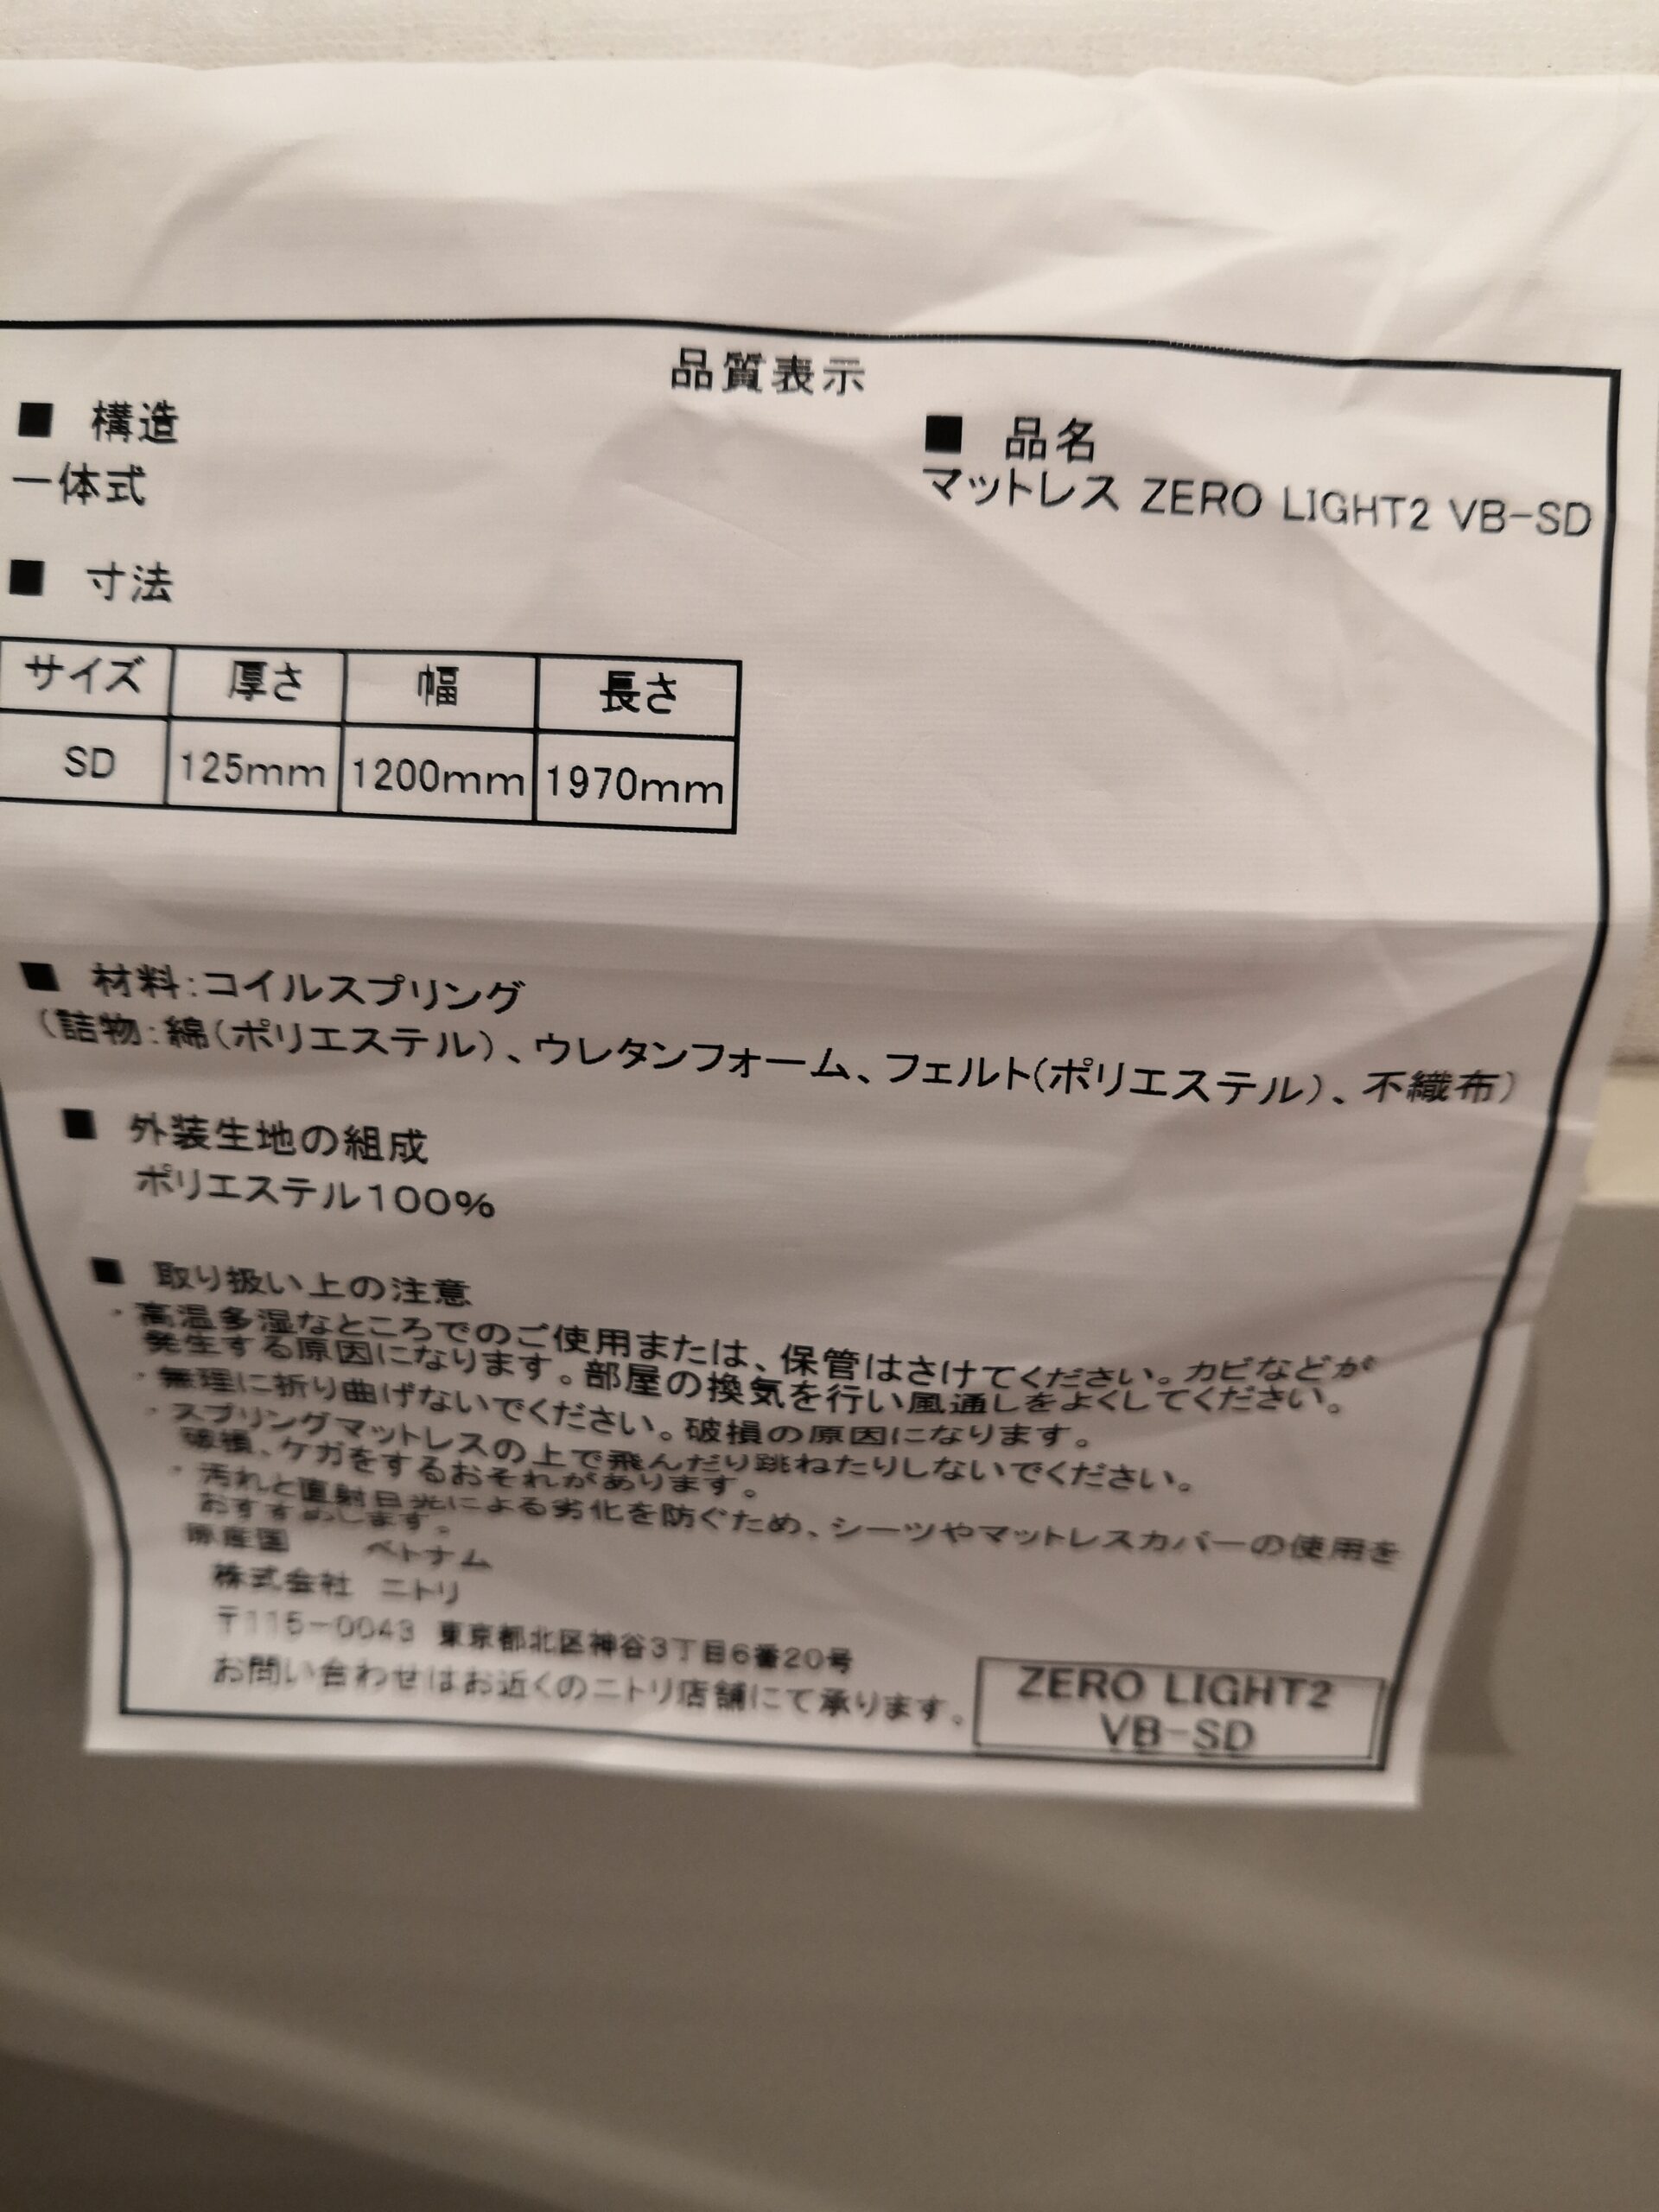 品質表示
■ 構造
一体式
■ 品名
マットレス ZERO LIGHT2 VB-SD
■ 寸法
サイズ 厚さ 幅 長さ
SD 125mm 1200mm 1970mm
■ 材料:コイルスプリング
(詰物:綿(ポリエステル)、ウレタンフォーム、フェルト(ポリエステル)、不織布)
■ 外装生地の組成
ポリエステル100%
■ 取り扱い上の注意
・高温多湿なところでのご使用または、保管はさけてください。カビなどが
発生する原因になります。部屋の換気を行い風通しをよくしてください。
・無理に折り曲げないでください。破損の原因になります。
・スプリングマットレスの上で飛んだり跳ねたりしないでください。
破損、ケガをするおそれがあります。
・汚れと直射日光による劣化を防ぐため、シーツやマットレスカバーの使用を
おすすめします。
原産国 ベトナム
株式会社 ニトリ
〒115-0043 東京都北区神谷3丁目6番20号
お問い合わせはお近くのニトリ店舗にて承ります。
ZERO LIGHT2
VB-SD